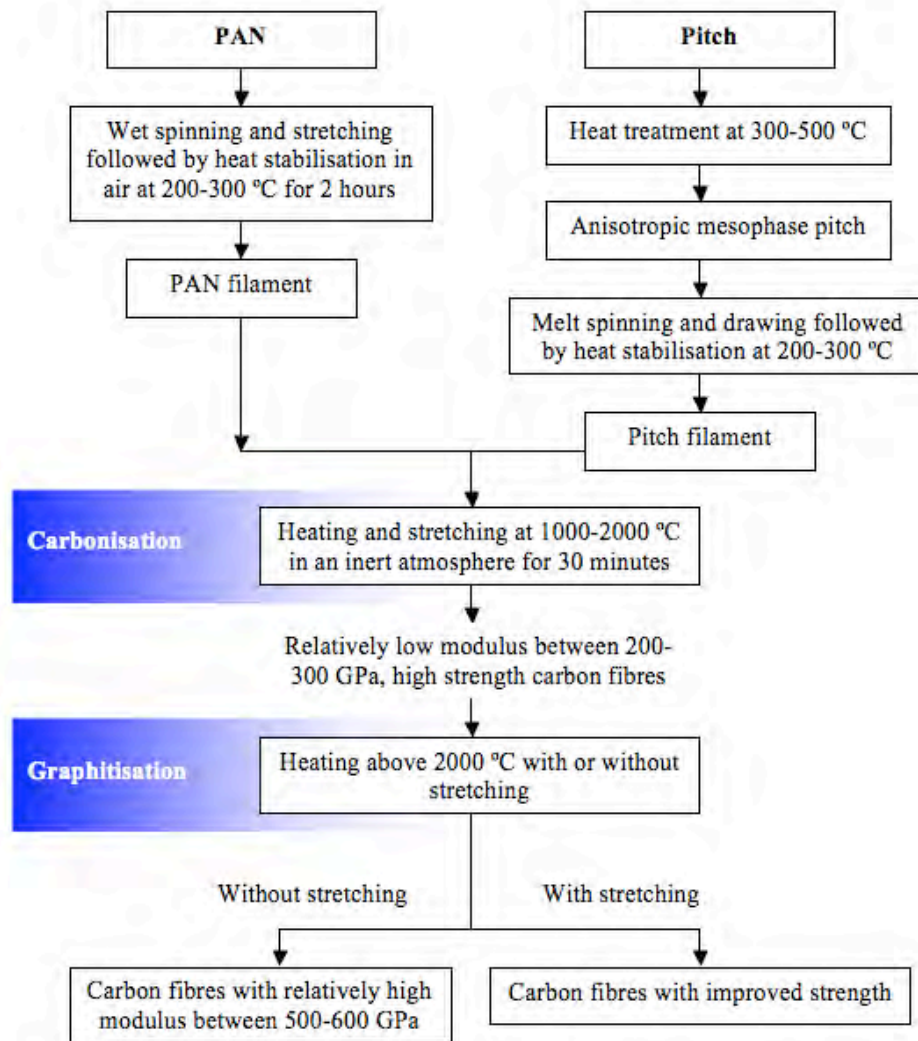 PAN
Pitch
Wet spinning and stretching
followed by heat stabilisation in
air at 200-300 ºC for 2 hours
Heat treatment at 300-500 ºC
Anisotropic mesophase pitch
PAN filament
Melt spinning and drawing followed
by heat stabilisation at 200-300 ºC
Pitch filament
Carbonisation
Heating and stretching at 1000-2000 ºC
in an inert atmosphere for 30 minutes
Relatively low modulus between 200-
300 GPa, high strength carbon fibres
Graphitisation
Heating above 2000 ºC with or without
stretching
Without stretching
With stretching
Carbon fibres with relatively high
modulus between 500-600 GPa
Carbon fibres with improved strength